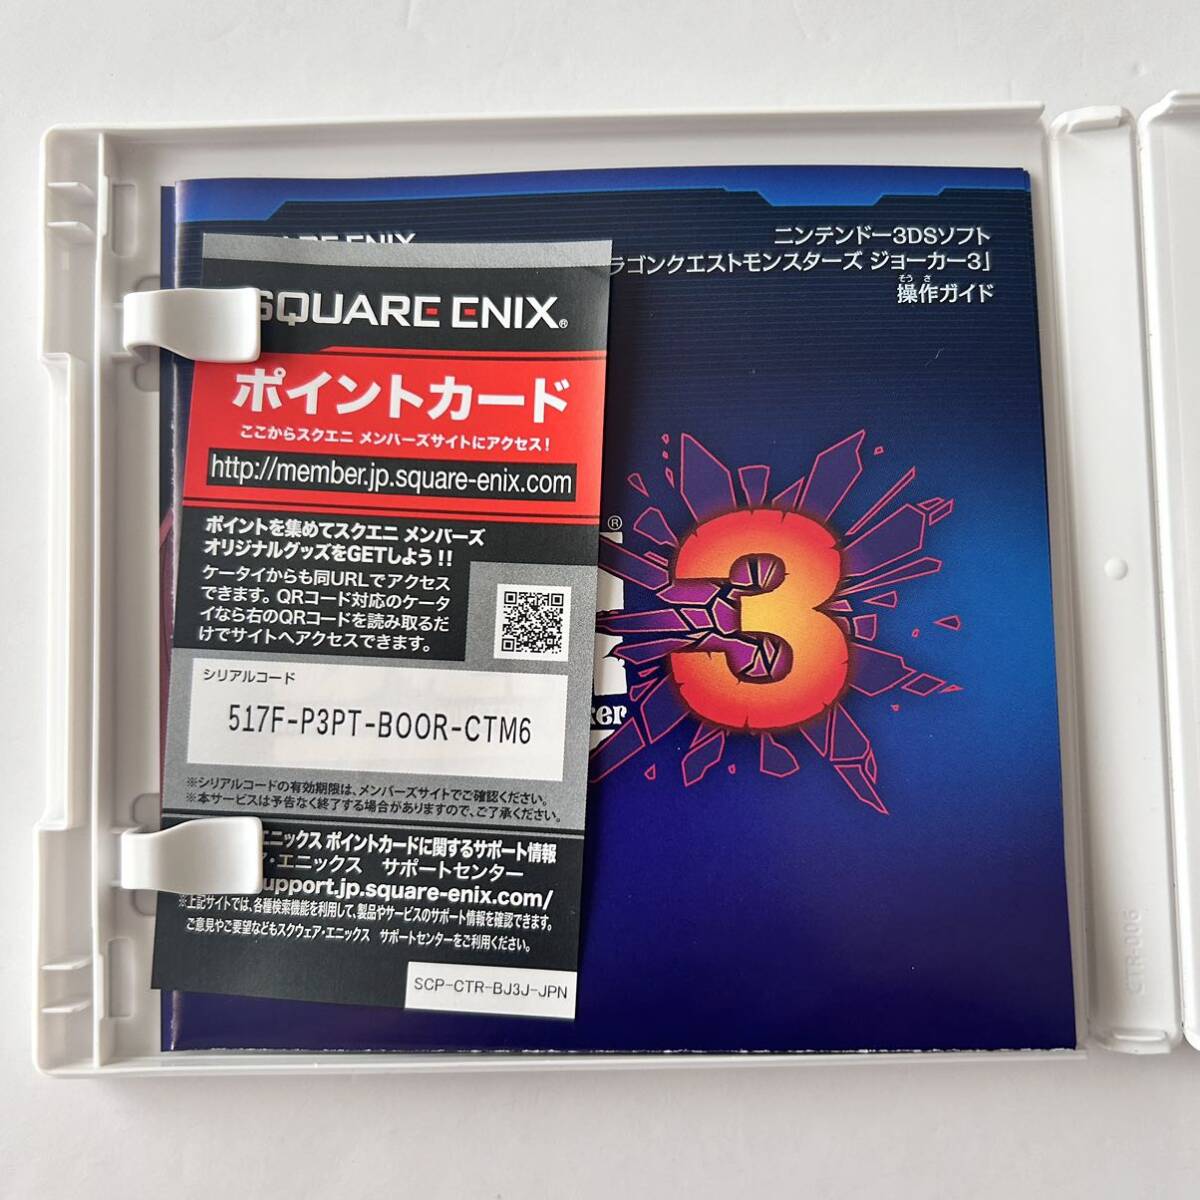 ニンテンドー3DSソフト
ラゴンクエストモンスターズ ジョーカー3」
そうさ
操作ガイド
SQUARE ENIX®
ポイントカード
ここからスクエニ メンバーズサイトにアクセス!
http://member.jp.square-enix.com
ポイントを集めてスクエニ メンバーズ
オリジナルグッズをGETしよう!!
ケータイからも同URLでアクセス
できます。QRコード対応のケータ
イなら右のQRコードを読み取るだ
けでサイトへアクセスできます。
シリアルコード
517F-P3PT-BOOR-CTM6
※シリアルコードの有効期限は、メンバーズサイトでご確認ください。
※本サービスは予告なく終了する場合がありますので、ご了承ください。
エニックス ポイントカードに関するサポート情報
ア・エニックス サポートセンター
upport.jp.square-enix.com/
※上記サイトでは、各種検索機能を利用して、製品やサービスのサポート情報を確認できます。
ご意見やご要望などもスクウェア・エニックス サポートセンターをご利用ください。
SCP-CTR-BJ3J-JPN
®
3
ker
CTR-006